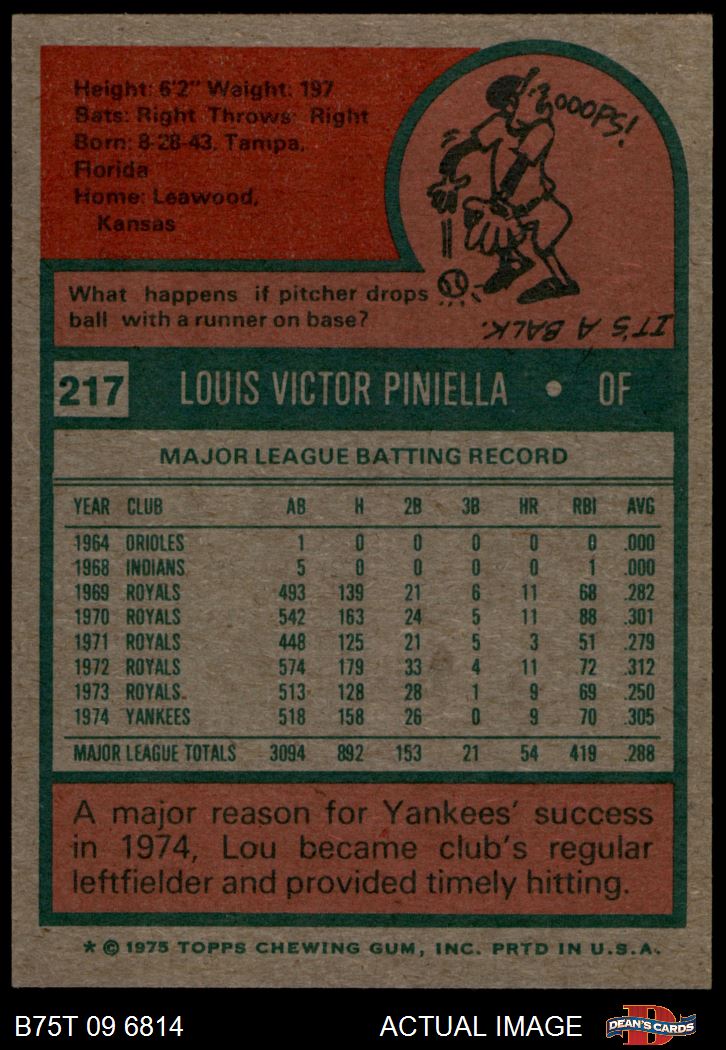 Height: 6'2" Weight: 197
Bats: Right Throws: Right
Born: 8-28-43, Tampa,
Florida
Home: Leawood,
Kansas
OOOPS!
What happens if pitcher drops
ball with a runner on base?
IT'S A BALK.
217 LOUIS VICTOR PINIELLA • OF
MAJOR LEAGUE BATTING RECORD
YEAR CLUB AB H 2B 3B HR RBI AVG
1964 ORIOLES 1 0 0 0 0 0 .000
1968 INDIANS 5 0 0 0 0 1 .000
1969 ROYALS 493 139 21 6 11 68 .282
1970 ROYALS 542 163 24 5 11 88 .301
1971 ROYALS 448 125 21 5 3 51 .279
1972 ROYALS 574 179 33 4 11 72 .312
1973 ROYALS 513 128 28 1 9 69 .250
1974 YANKEES 518 158 26 0 9 70 .305
MAJOR LEAGUE TOTALS 3094 892 153 21 54 419 .288
A major reason for Yankees' success
in 1974, Lou became club's regular
leftfielder and provided timely hitting.
* © 1975 TOPPS CHEWING GUM, INC. PRTD IN U.S.A.
B75T 09 6814 ACTUAL IMAGE
D
DEAN'S CARDS